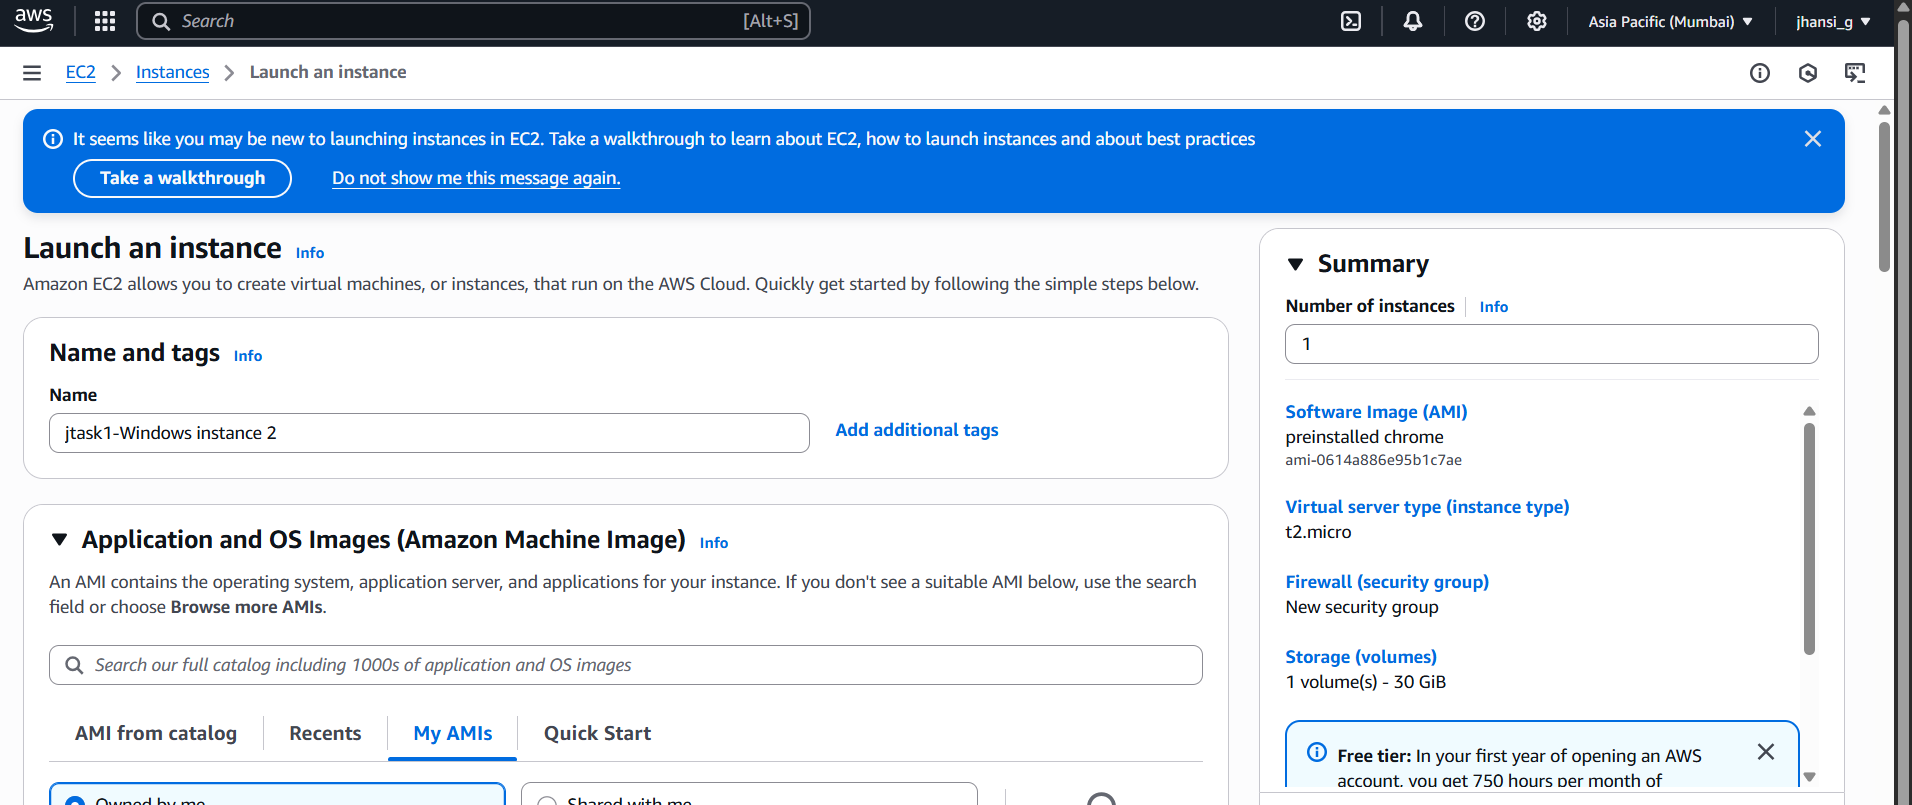 aws
Search [Alt+S]
Asia Pacific (Mumbai)
jhansi_g
EC2
Instances
Launch an instance
It seems like you may be new to launching instances in EC2. Take a walkthrough to learn about EC2, how to launch instances and about best practices
Take a walkthrough
Do not show me this message again.
Launch an instance Info
Amazon EC2 allows you to create virtual machines, or instances, that run on the AWS Cloud. Quickly get started by following the simple steps below.
Name and tags Info
Name
jtask1-Windows instance 2
Add additional tags
Application and OS Images (Amazon Machine Image) Info
An AMI contains the operating system, application server, and applications for your instance. If you don't see a suitable AMI below, use the search
field or choose Browse more AMIs.
Search our full catalog including 1000s of application and OS images
AMI from catalog
Recents
My AMIs
Quick Start
Owned by me
Shared with me
Summary
Number of instances Info
1
Software Image (AMI)
preinstalled chrome
ami-0614a886e95b1c7ae
Virtual server type (instance type)
t2.micro
Firewall (security group)
New security group
Storage (volumes)
1 volume(s) - 30 GiB
Free tier: In your first year of opening an AWS
account, you get 750 hours per month of